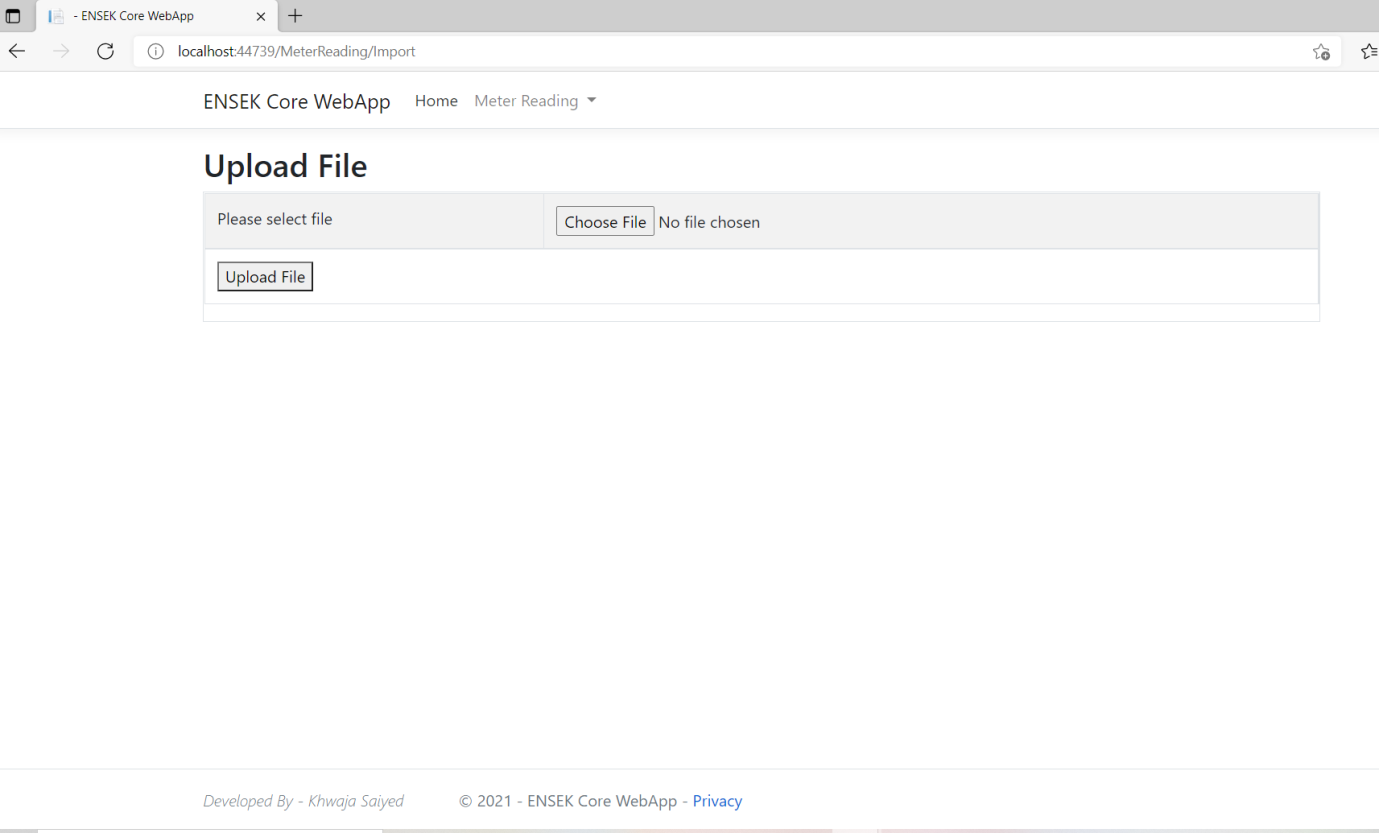 - ENSEK Core WebApp
localhost:44739/MeterReading/Import
ENSEK Core WebApp Home Meter Reading
Upload File
Please select file Choose File No file chosen
Upload File
Developed By - Khwaja Saiyed © 2021 - ENSEK Core WebApp - Privacy